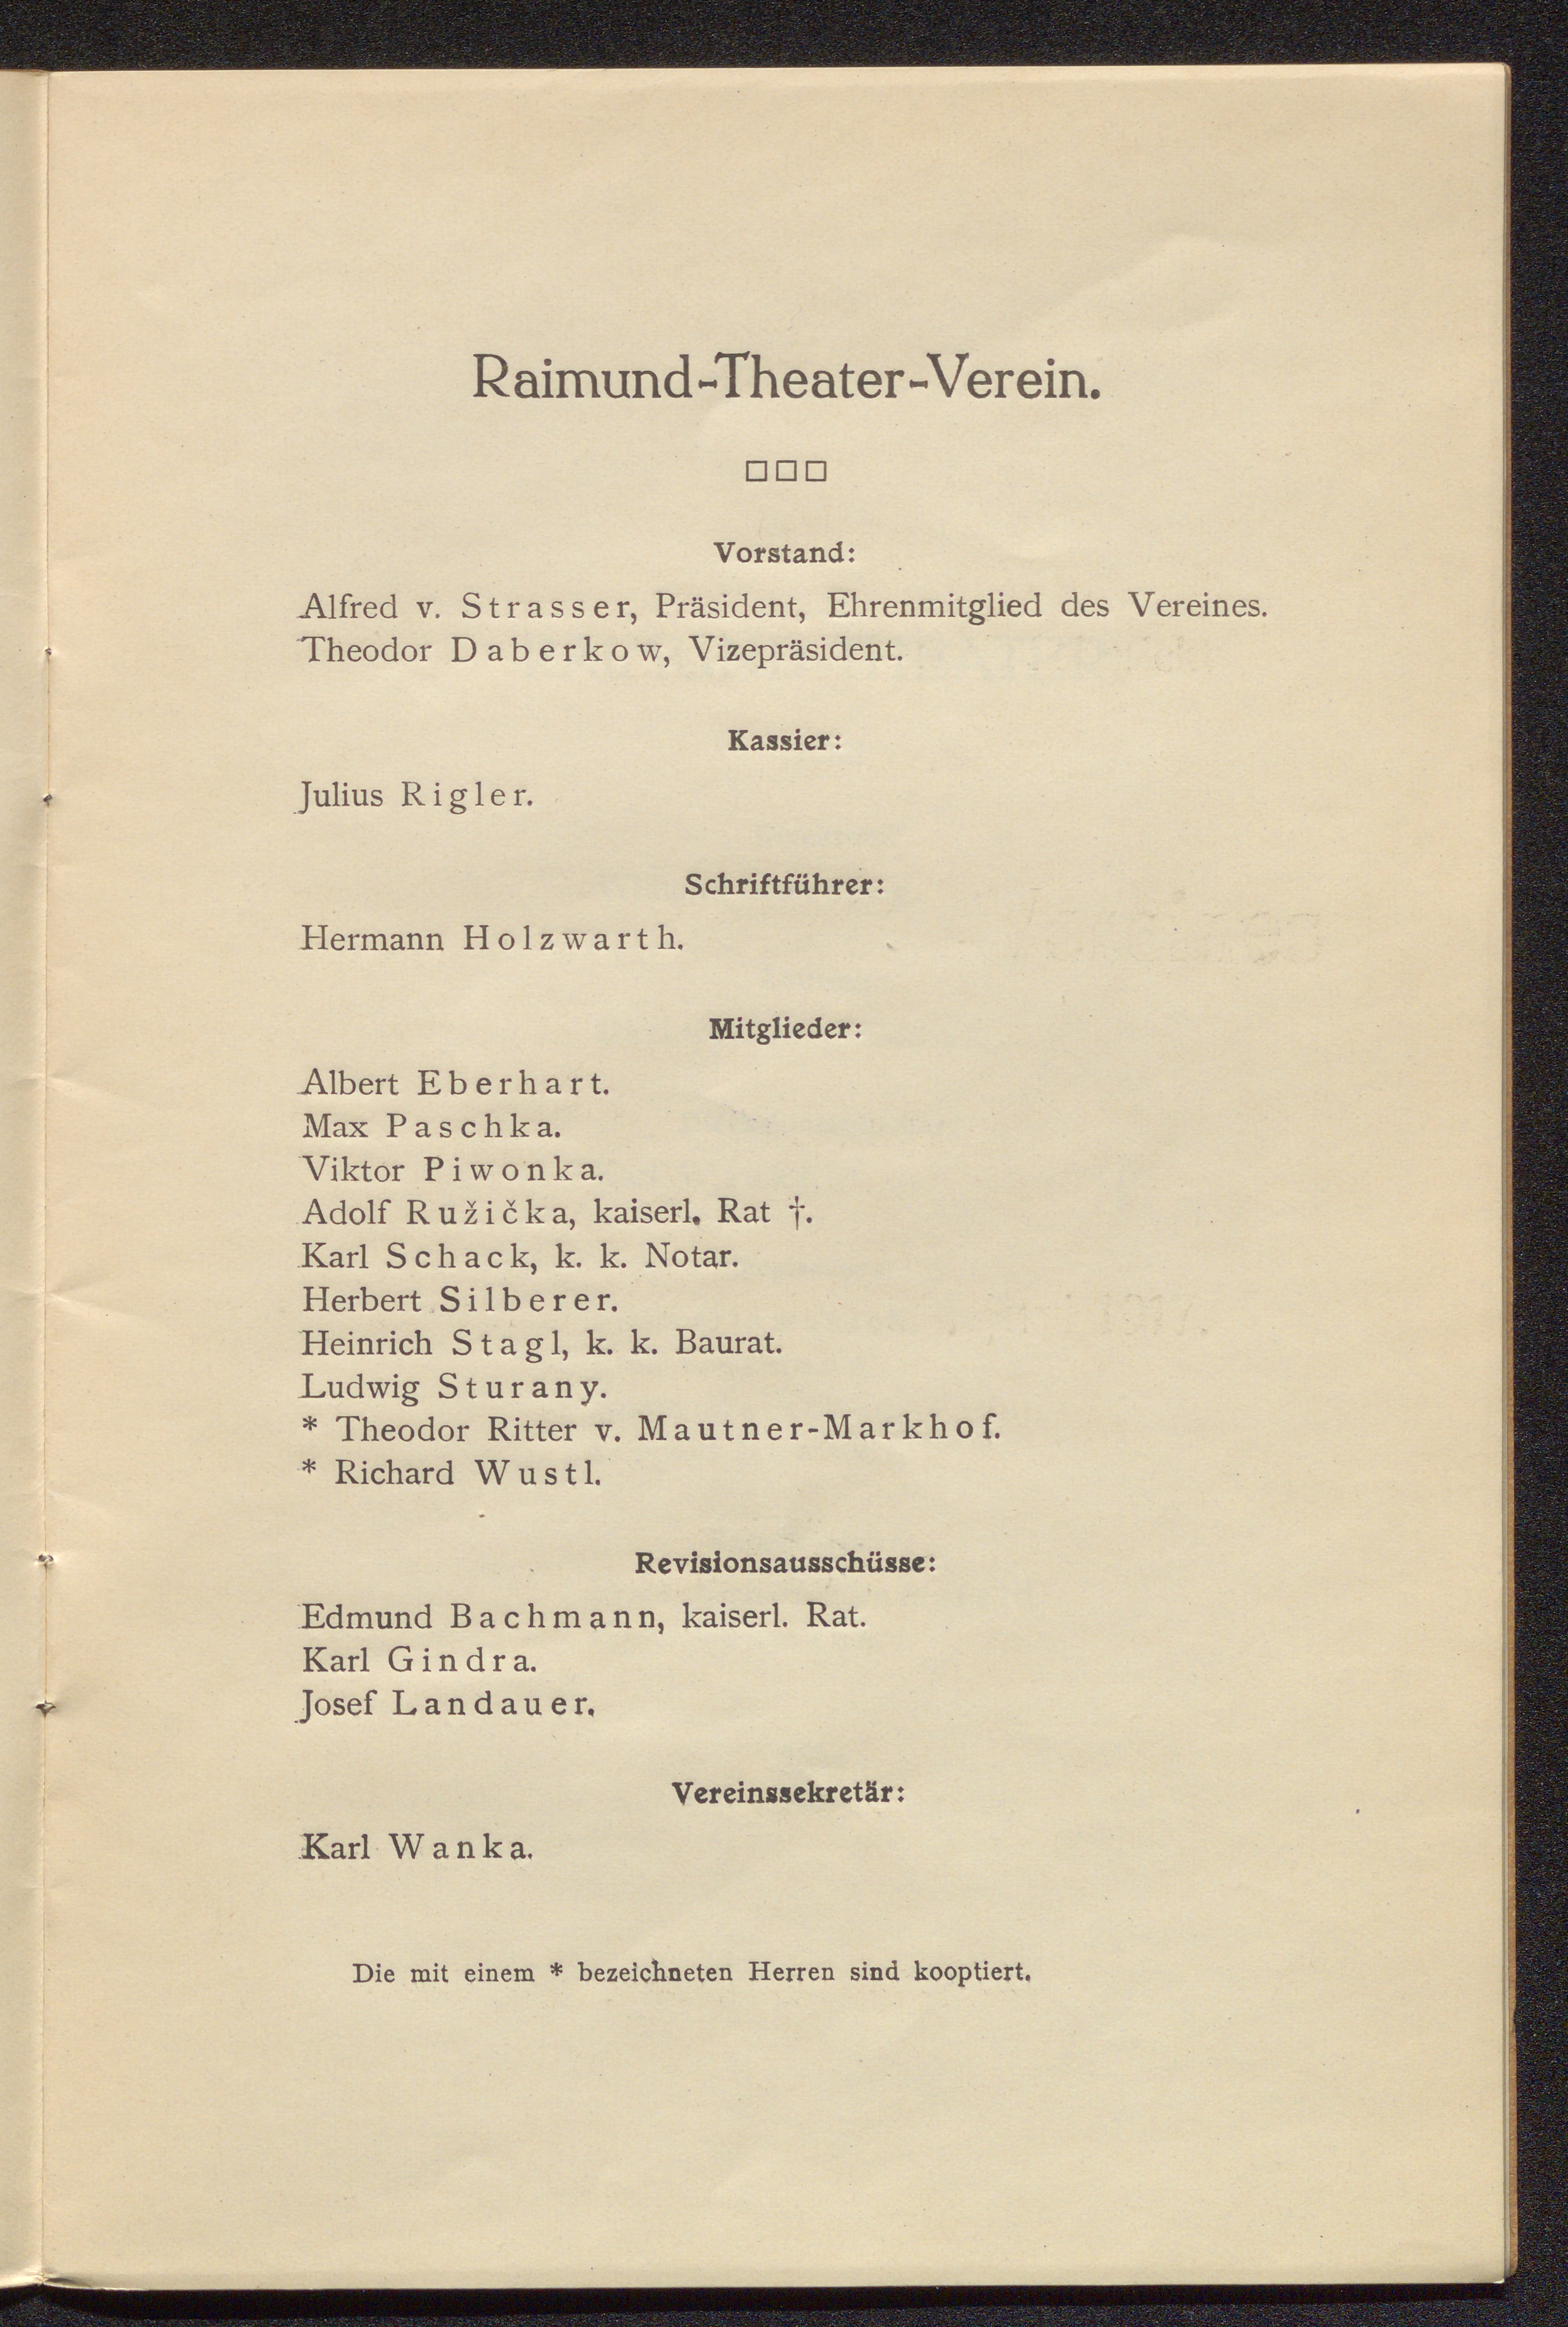 Raimund-Theater-Verein.
□□□
Vorstand:
Alfred v. Strasser, Präsident, Ehrenmitglied des Vereines.
Theodor Daberkow, Vizepräsident.
Kassier:
Julius Rigler.
Schriftführer:
Hermann Holzwarth.
Mitglieder:
Albert Eberhart.
Max Paschka.
Viktor Piwonka.
Adolf Ružička, kaiserl. Rat †.
Karl Schack, k. k. Notar.
Herbert Silberer.
Heinrich Stagl, k. k. Baurat.
Ludwig Sturany.
* Theodor Ritter v. Mautner-Markhof.
* Richard Wustl.
Revisionsausschüsse:
Edmund Bachmann, kaiserl. Rat.
Karl Gindra.
Josef Landauer.
Vereinssekretär:
Karl Wanka.
Die mit einem * bezeichneten Herren sind kooptiert.